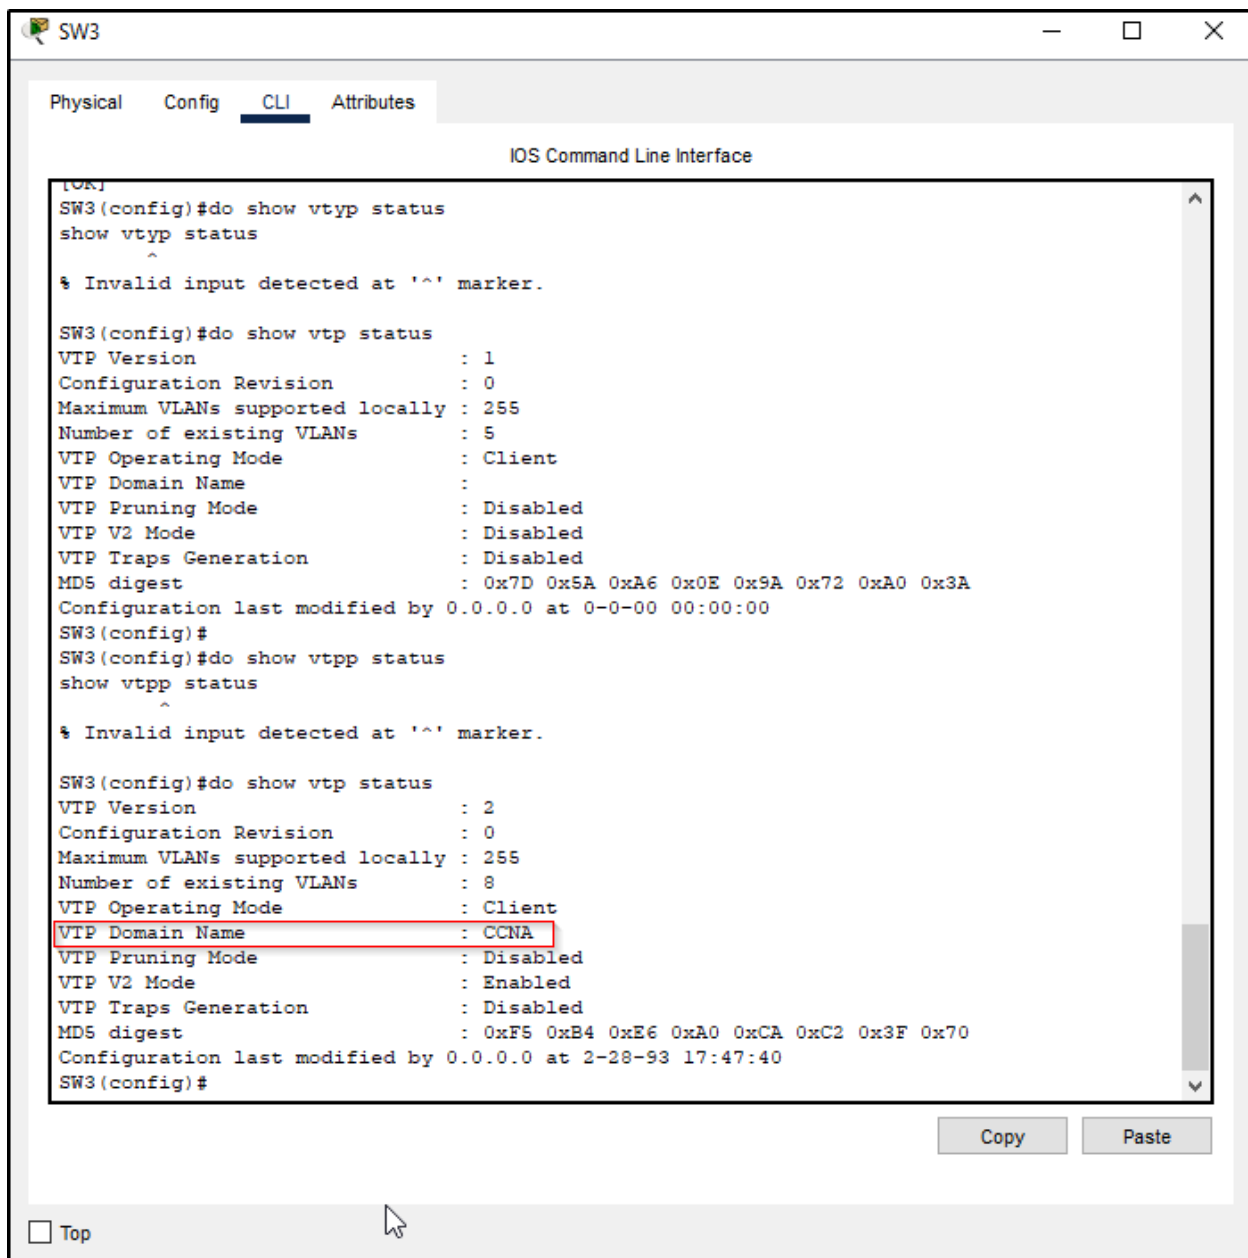 SW3
Physical Config CLI Attributes
IOS Command Line Interface
[OK]
SW3(config)#do show vtyp status
show vtyp status
^
% Invalid input detected at '^' marker.
SW3(config)#do show vtp status
VTP Version : 1
Configuration Revision : 0
Maximum VLANs supported locally : 255
Number of existing VLANs : 5
VTP Operating Mode : Client
VTP Domain Name :
VTP Pruning Mode : Disabled
VTP V2 Mode : Disabled
VTP Traps Generation : Disabled
MD5 digest : 0x7D 0x5A 0xA6 0x0E 0x9A 0x72 0xA0 0x3A
Configuration last modified by 0.0.0.0 at 0-0-00 00:00:00
SW3(config)#
SW3(config)#do show vtpp status
show vtpp status
^
% Invalid input detected at '^' marker.
SW3(config)#do show vtp status
VTP Version : 2
Configuration Revision : 0
Maximum VLANs supported locally : 255
Number of existing VLANs : 8
VTP Operating Mode : Client
VTP Domain Name : CCNA
VTP Pruning Mode : Disabled
VTP V2 Mode : Enabled
VTP Traps Generation : Disabled
MD5 digest : 0xF5 0xB4 0xE6 0xA0 0xCA 0xC2 0x3F 0x70
Configuration last modified by 0.0.0.0 at 2-28-93 17:47:40
SW3(config)#
Copy Paste
Top